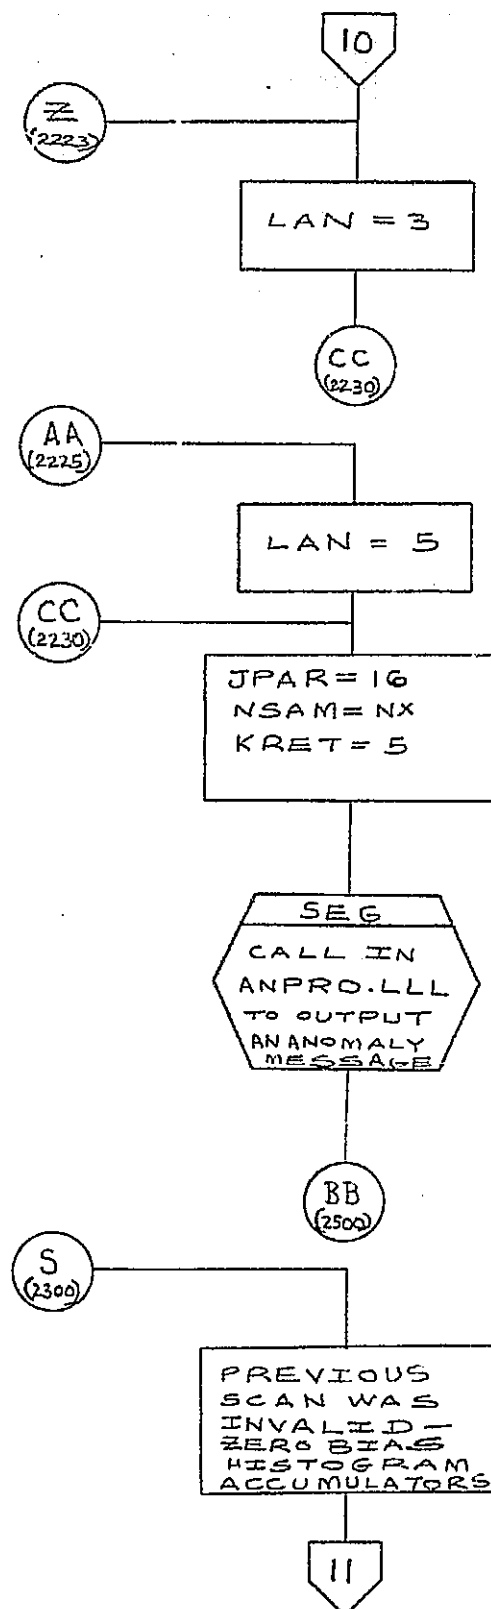 10
Z
(2223)
LAN = 3
CC
(2230)
AA
(2225)
LAN = 5
CC
(2230)
JPAR = 16
NSAM = NX
KRET = 5
SEG
CALL IN
ANPRO.LLL
TO OUTPUT
AN ANOMALY
MESSAGE
BB
(2500)
S
(2300)
PREVIOUS
SCAN WAS
INVALID—
ZERO BIAS
HISTOGRAM
ACCUMULATORS
11